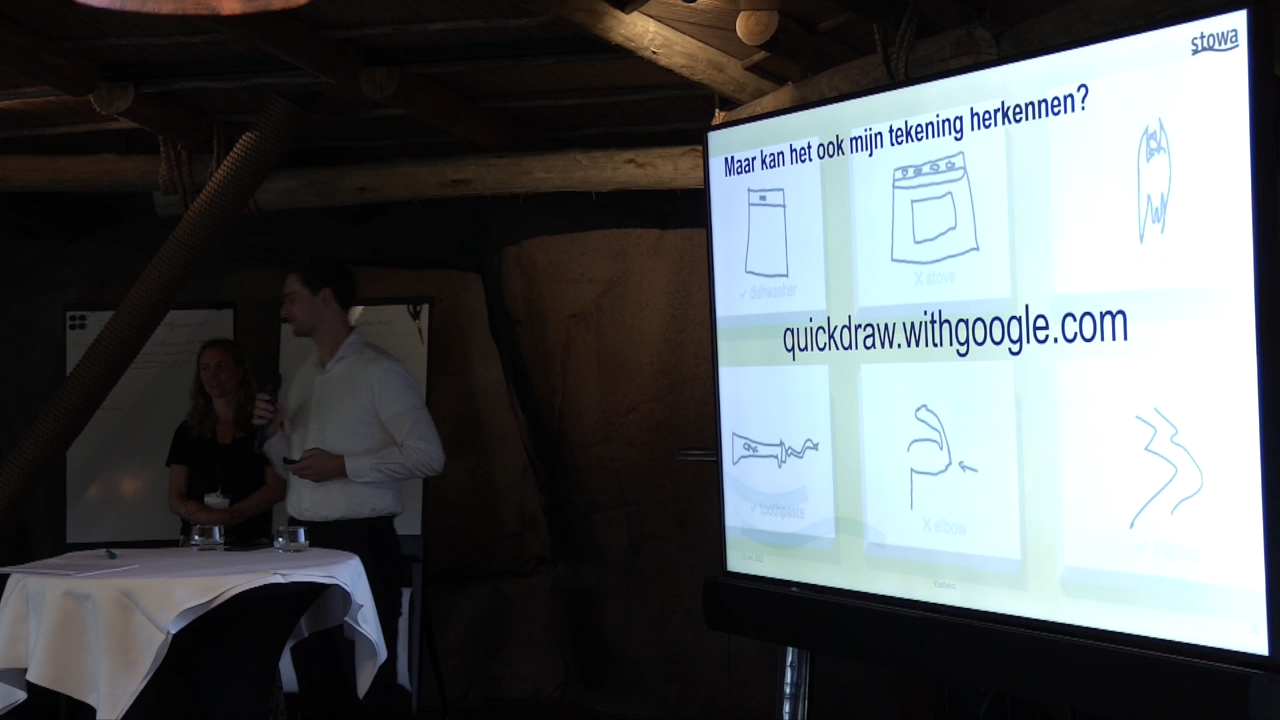 stowa
Maar kan het ook mijn tekening herkennen?
✓ dishwasher
X stove
quickdraw.withgoogle.com
✓ toothpaste
X elbow